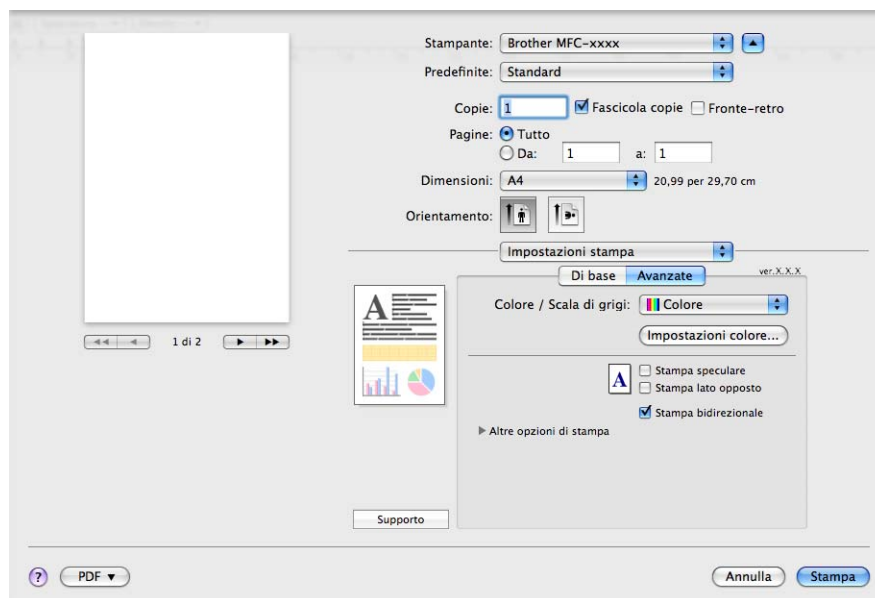 Stampante: Brother MFC-xxxx
Predefinite: Standard
Copie: 1 Fascicola copie Fronte-retro
Pagine: Tutto
Da: 1 a: 1
Dimensioni: A4 20,99 per 29,70 cm
Orientamento:
Impostazioni stampa
Di base Avanzate ver.X.X.X
A
Colore / Scala di grigi: Colore
Impostazioni colore...
1 di 2
A
Stampa speculare
Stampa lato opposto
Stampa bidirezionale
Altre opzioni di stampa
Supporto
? PDF Annulla Stampa